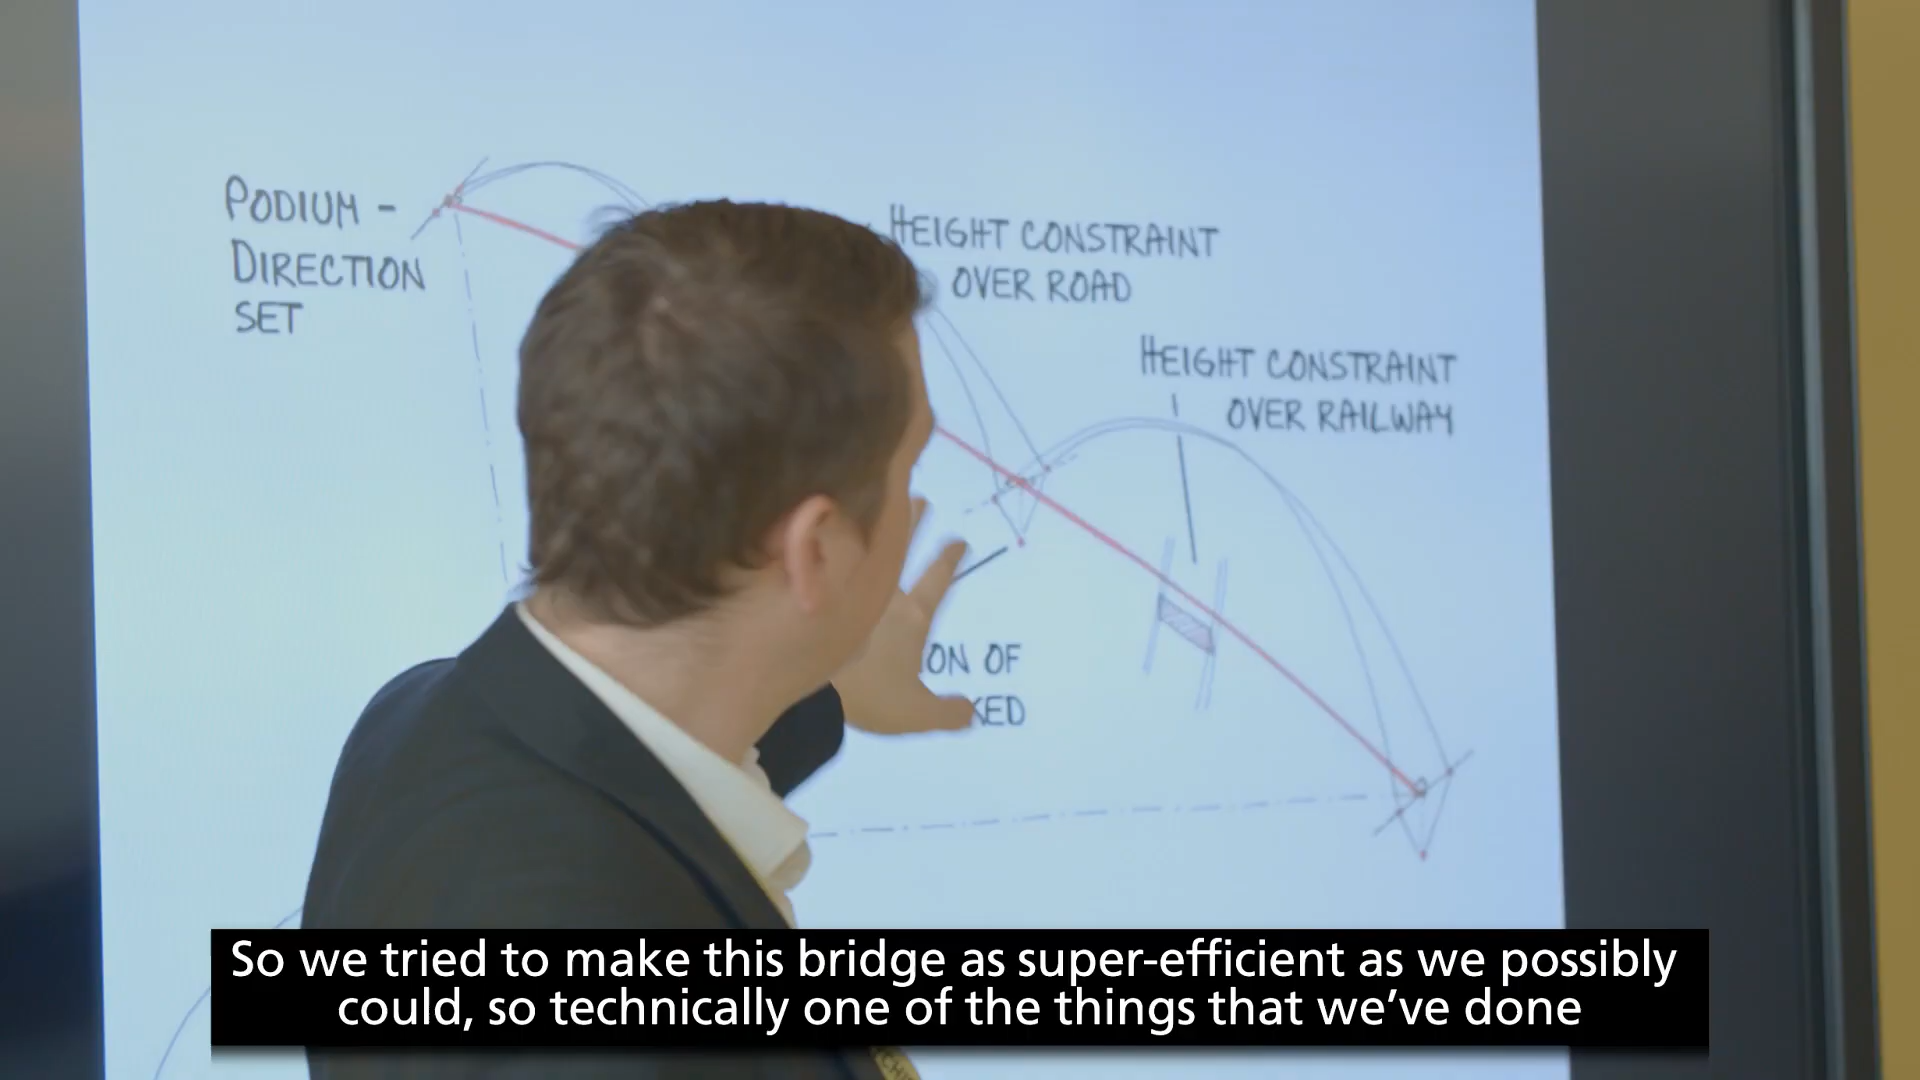 PODIUM -
DIRECTION
SET
HEIGHT CONSTRAINT
OVER ROAD
HEIGHT CONSTRAINT
OVER RAILWAY
ON OF
KED
So we tried to make this bridge as super-efficient as we possibly
could, so technically one of the things that we've done